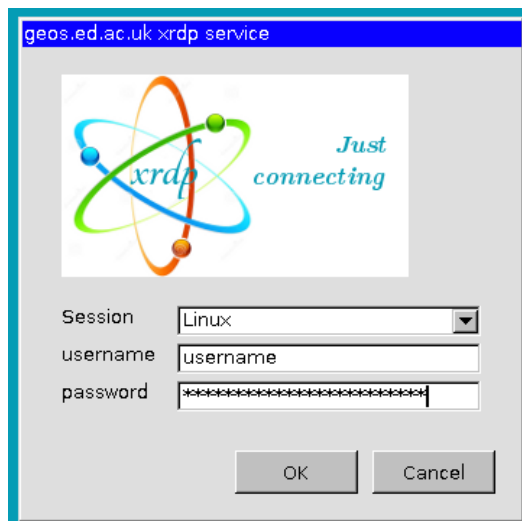 geos.ed.ac.uk xrdp service
Just
xrdp connecting
Session Linux
username username
password ************************
OK Cancel